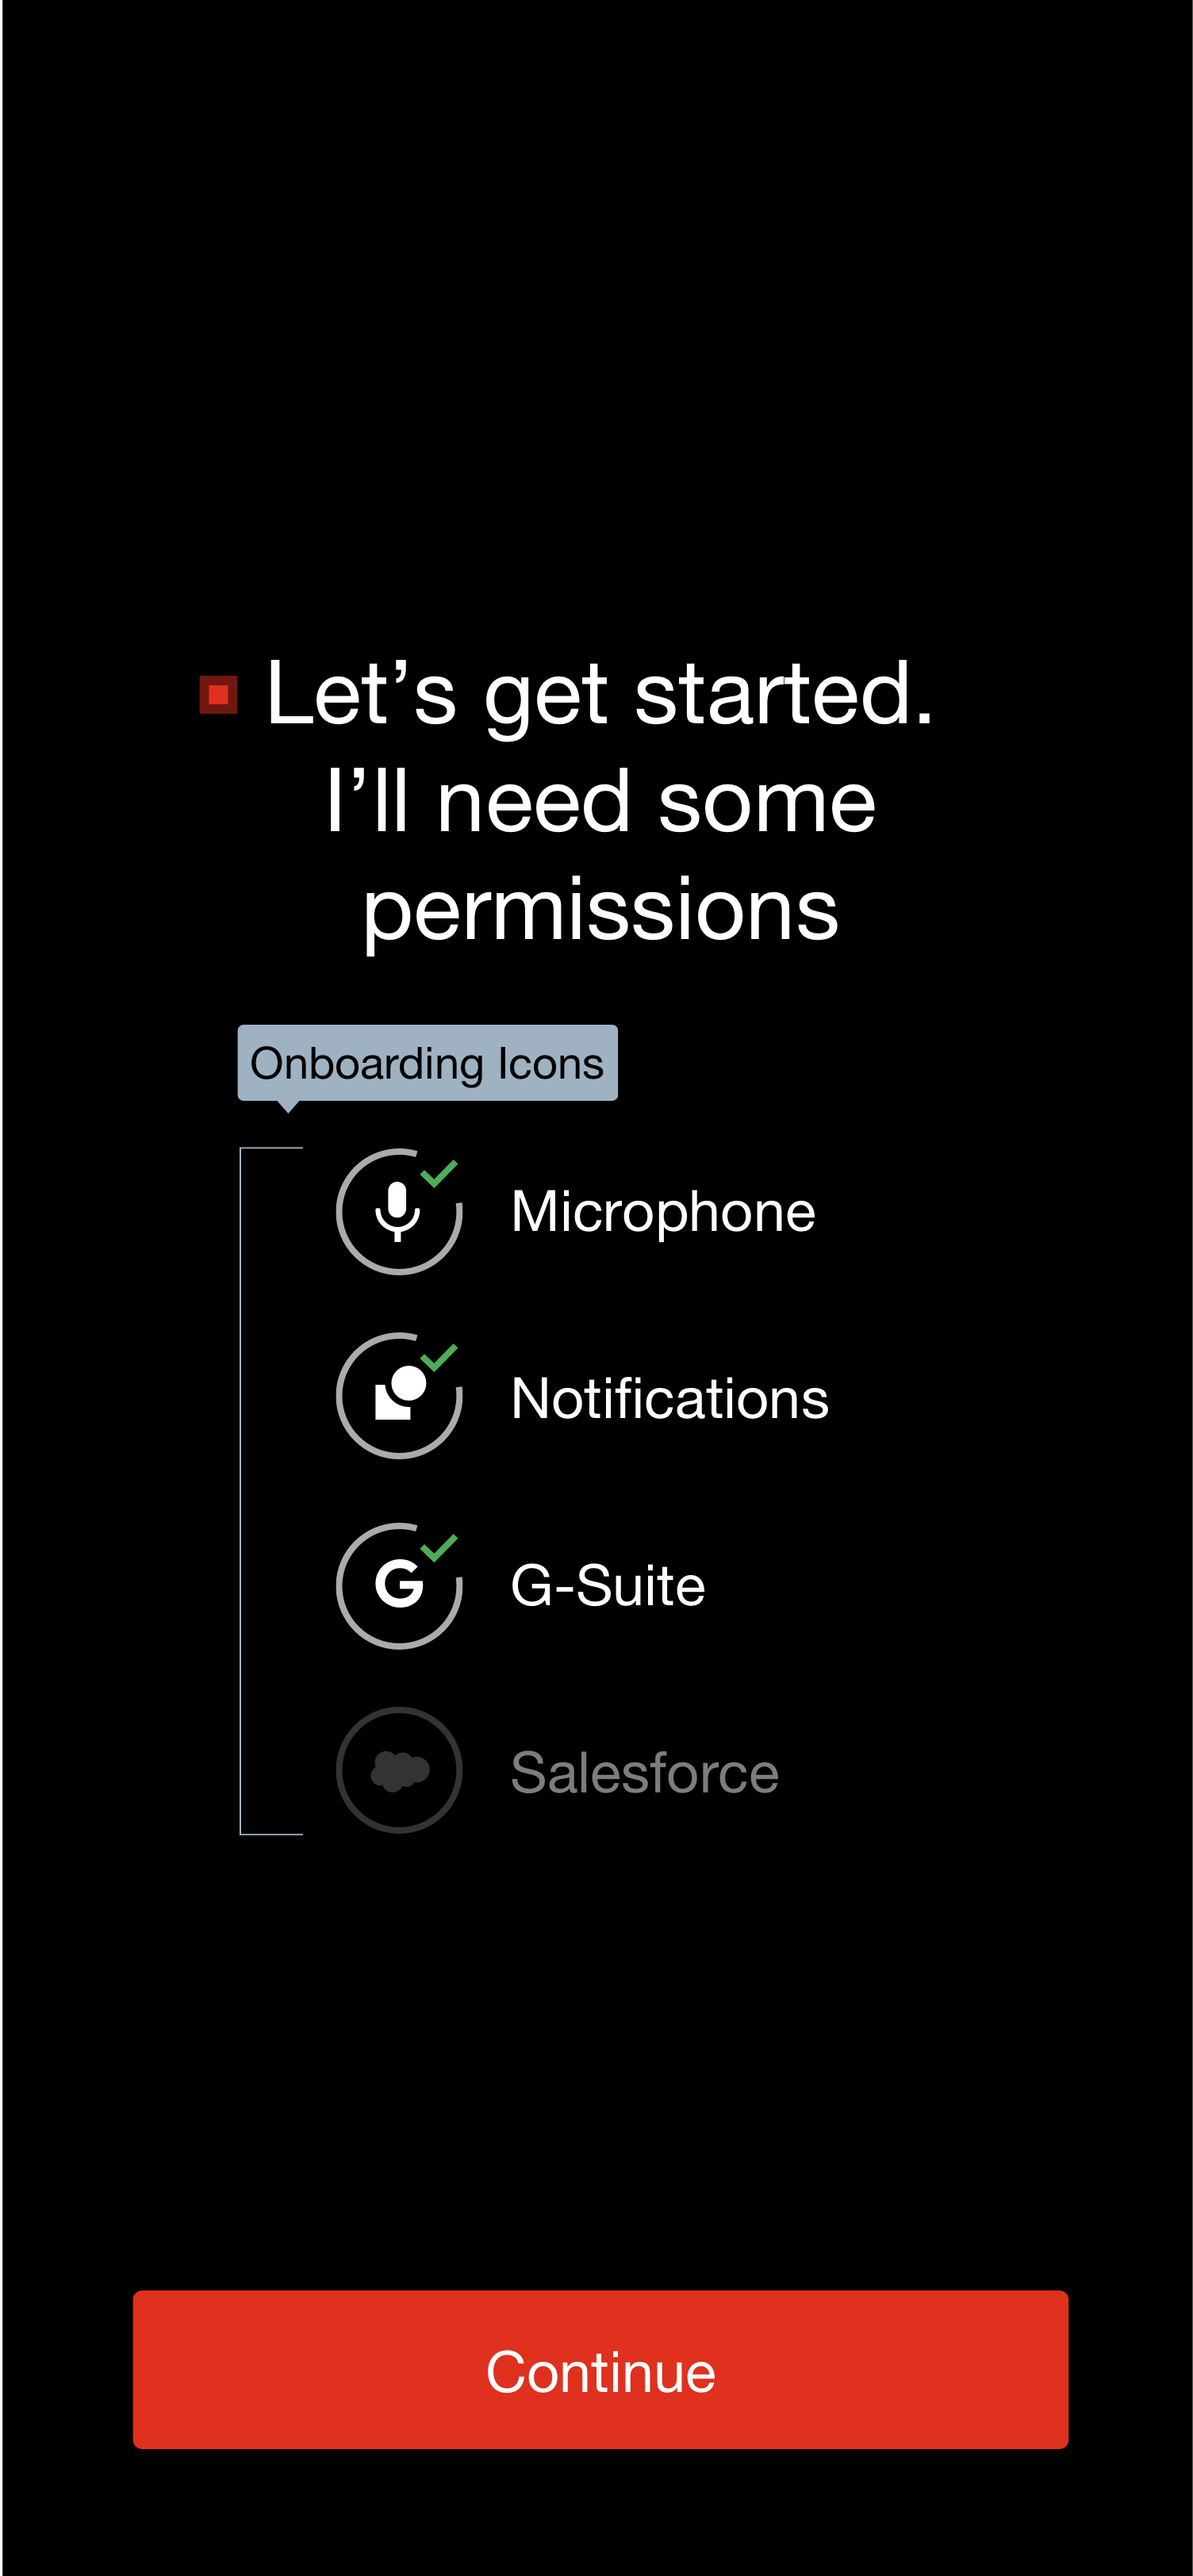 Let’s get started.
I’ll need some
permissions
Onboarding Icons
Microphone
Notifications
G
G-Suite
Salesforce
Continue